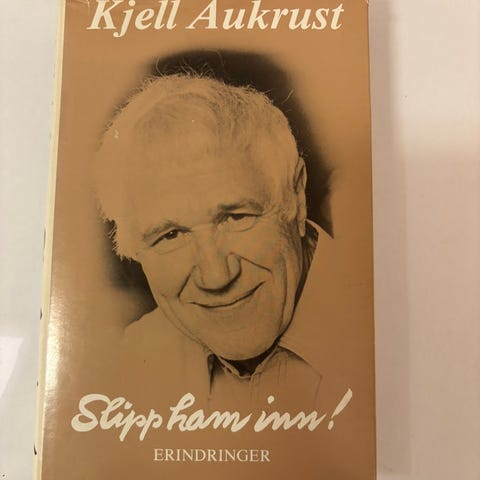 Kjell Aukrust
Slipp ham inn!
ERINDRINGER